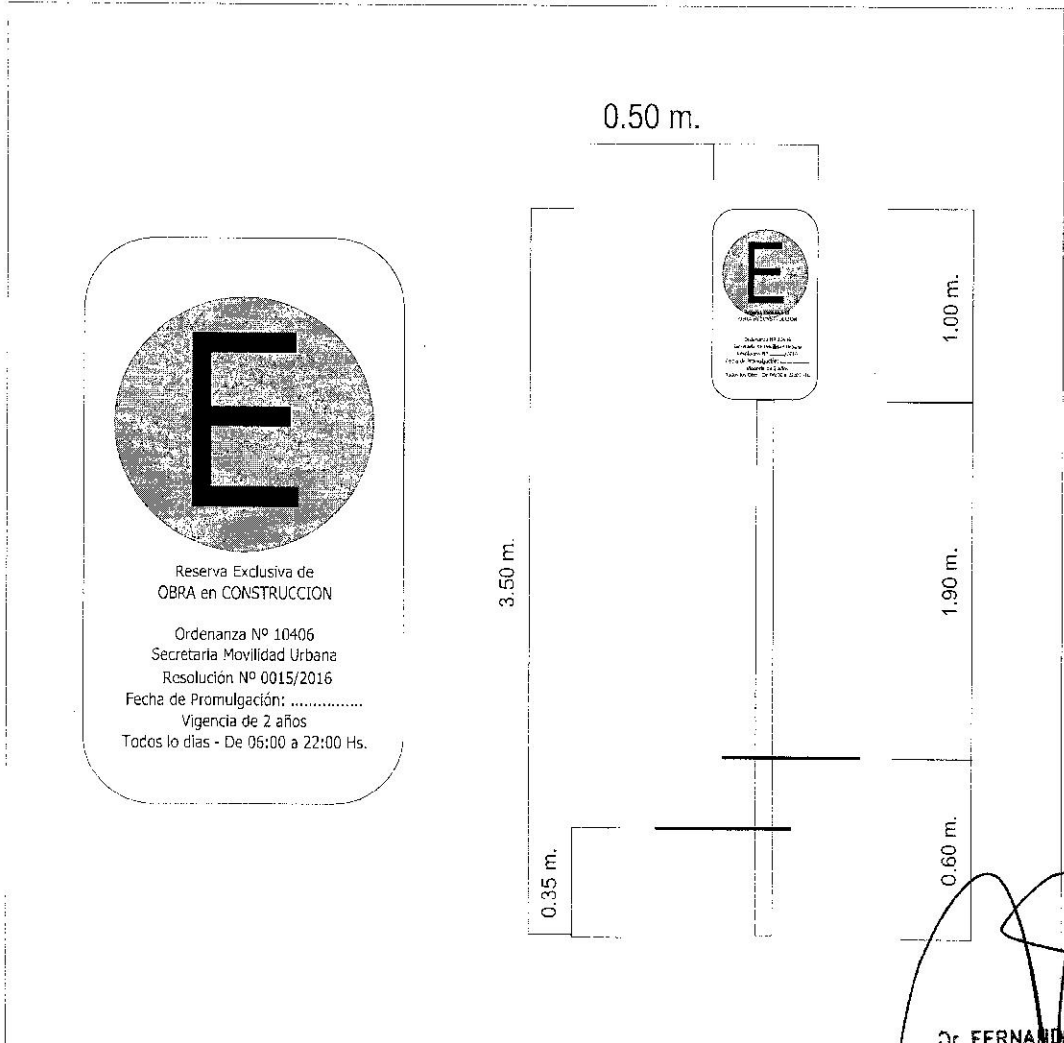 0.50 m.
E
Reserva Exclusiva de
OBRA en CONSTRUCCION
Ordenanza Nº 10406
Secretaria Movilidad Urbana
Resolución Nº 0015/2016
Fecha de Promulgación: ................
Vigencia de 2 años
Todos lo dias - De 06:00 a 22:00 Hs.
3.50 m.
0.35 m.
E
1.00 m.
1.90 m.
0.60 m.
Dr. FERNAND